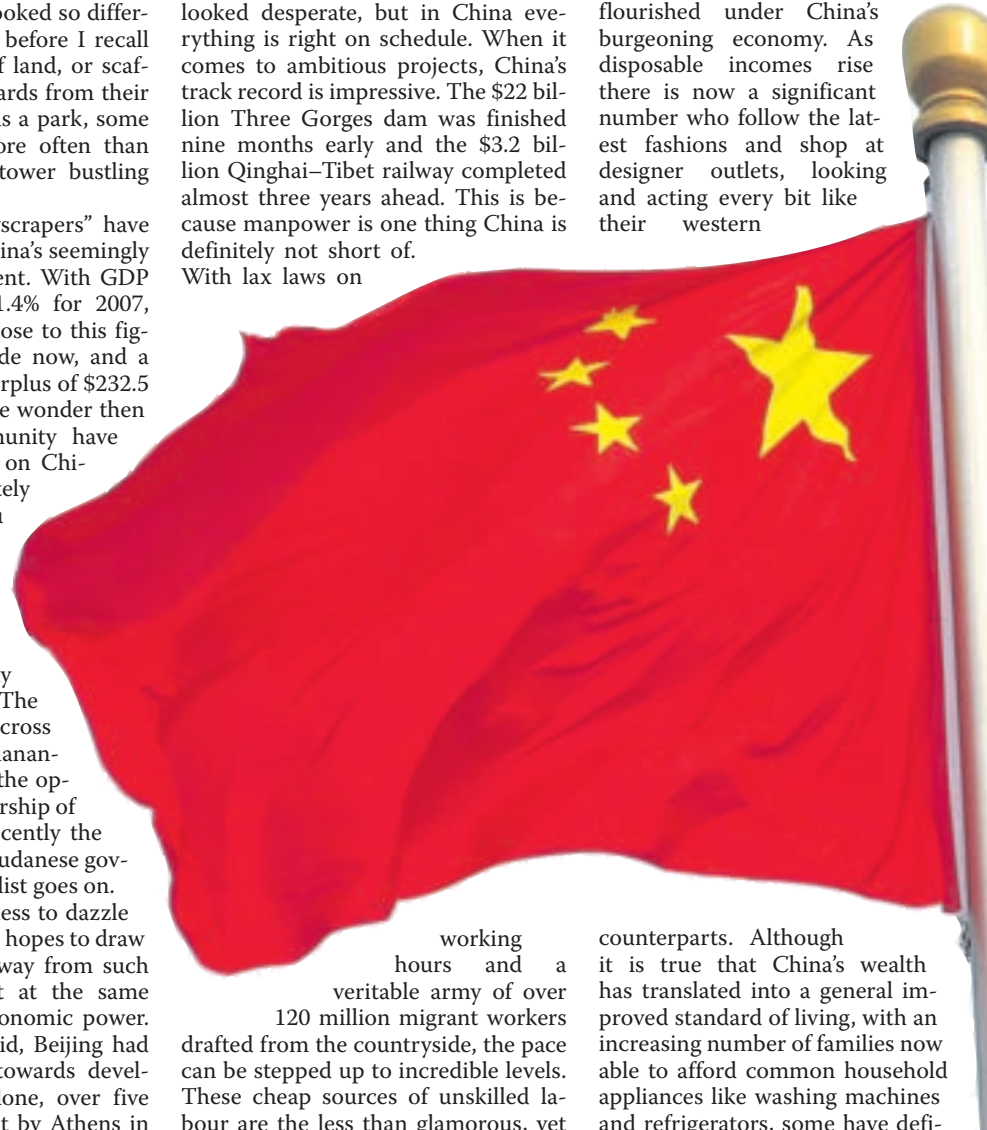 ooked so differ-
before I recall
f land, or scaf-
ards from their
s a park, some
ore often than
tower bustling
scrapers” have
ina’s seemingly
ent. With GDP
1.4% for 2007,
ose to this fig-
de now, and a
rplus of $232.5
e wonder then
unity have
on Chi-
tely
y
The
cross
anan-
the op-
rship of
cently the
udanese gov-
list goes on.
ess to dazzle
hopes to draw
way from such
t at the same
onomic power.
id, Beijing had
towards devel-
lone, over five
t by Athens in
looked desperate, but in China eve-
rything is right on schedule. When it
comes to ambitious projects, China’s
track record is impressive. The $22 bil-
lion Three Gorges dam was finished
nine months early and the $3.2 bil-
lion Qinghai–Tibet railway completed
almost three years ahead. This is be-
cause manpower is one thing China is
definitely not short of.
With lax laws on
working
hours and a
veritable army of over
120 million migrant workers
drafted from the countryside, the pace
can be stepped up to incredible levels.
These cheap sources of unskilled la-
bour are the less than glamorous, yet
flourished under China’s
burgeoning economy. As
disposable incomes rise
there is now a significant
number who follow the lat-
est fashions and shop at
designer outlets, looking
and acting every bit like
their western
counterparts. Although
it is true that China’s wealth
has translated into a general im-
proved standard of living, with an
increasing number of families now
able to afford common household
appliances like washing machines
and refrigerators, some have defi-